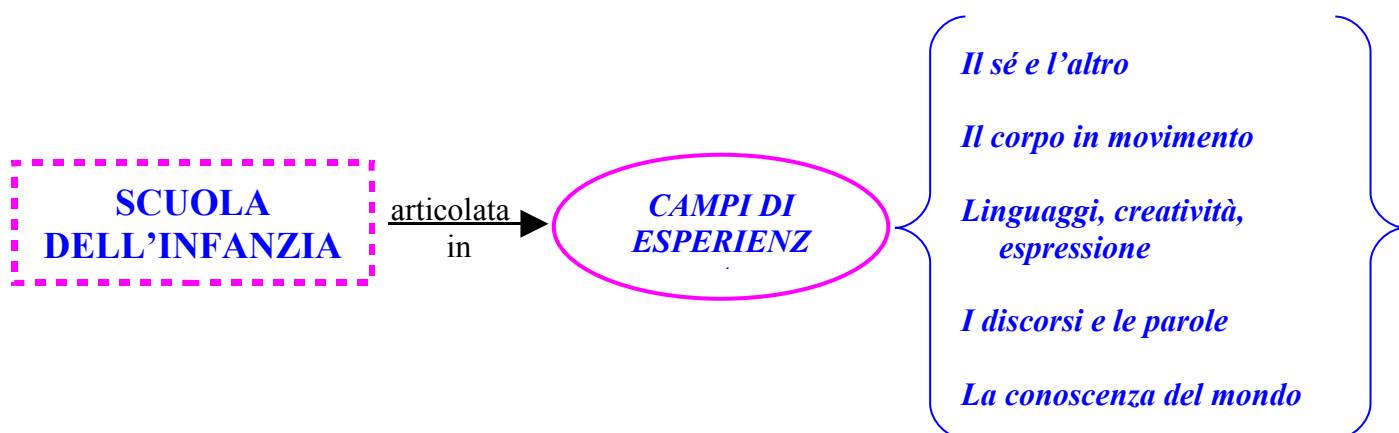 SCUOLA
DELL’INFANZIA
articolata
in
CAMPI DI
ESPERIENZ
Il sé e l’altro
Il corpo in movimento
Linguaggi, creatività,
espressione
I discorsi e le parole
La conoscenza del mondo